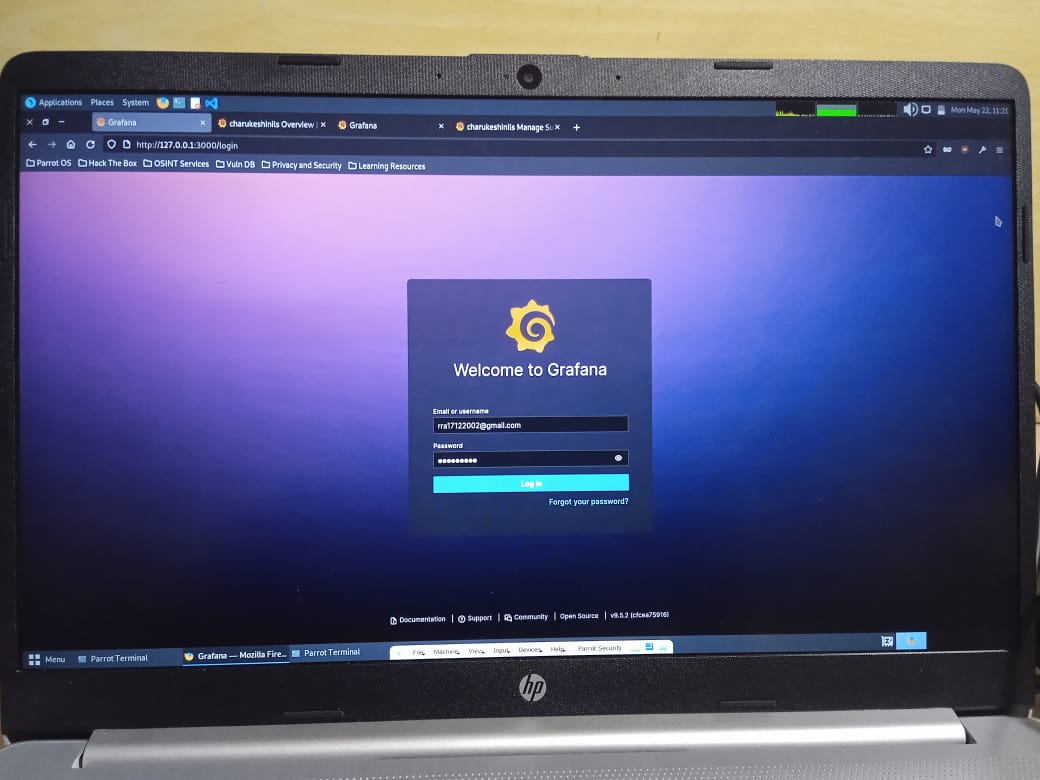 Applications Places System Mon May 22, 11:21
Grafana × charukeshinils Overview | × Grafana × charukeshinils Manage Su × +
http://127.0.0.1:3000/login
Parrot OS Hack The Box OSINT Services Vuln DB Privacy and Security Learning Resources
Welcome to Grafana
Email or username
rra17122002@gmail.com
Password
•••••••••
Log in
Forgot your password?
Documentation | Support | Community | Open Source | v9.5.2 (cfcea75916)
File Machine View Input Devices Help Parrot Security
Menu Parrot Terminal Grafana — Mozilla Fire... Parrot Terminal
hp